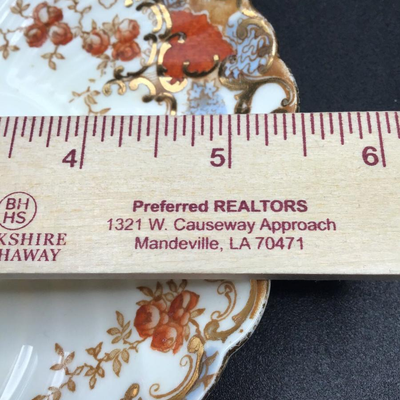 4 5 6
BH
HS
KSHIRE
HAWAY
Preferred REALTORS
1321 W. Causeway Approach
Mandeville, LA 70471